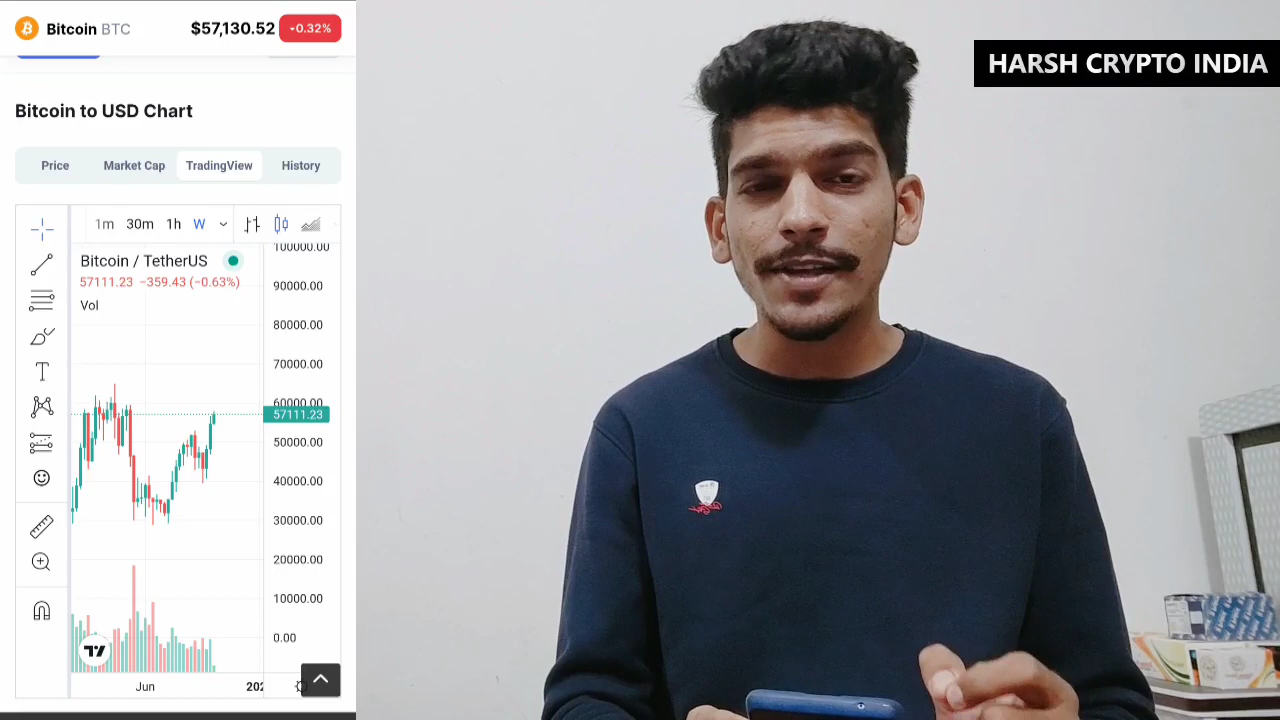 Bitcoin BTC
$57,130.52
0.32%
HARSH CRYPTO INDIA
Bitcoin to USD Chart
Price
Market Cap
TradingView
History
1m 30m 1h W
Bitcoin / TetherUS
57111.23 −359.43 (−0.63%)
Vol
100000.00
90000.00
80000.00
70000.00
60000.00
57111.23
50000.00
40000.00
30000.00
20000.00
10000.00
0.00
T
Jun